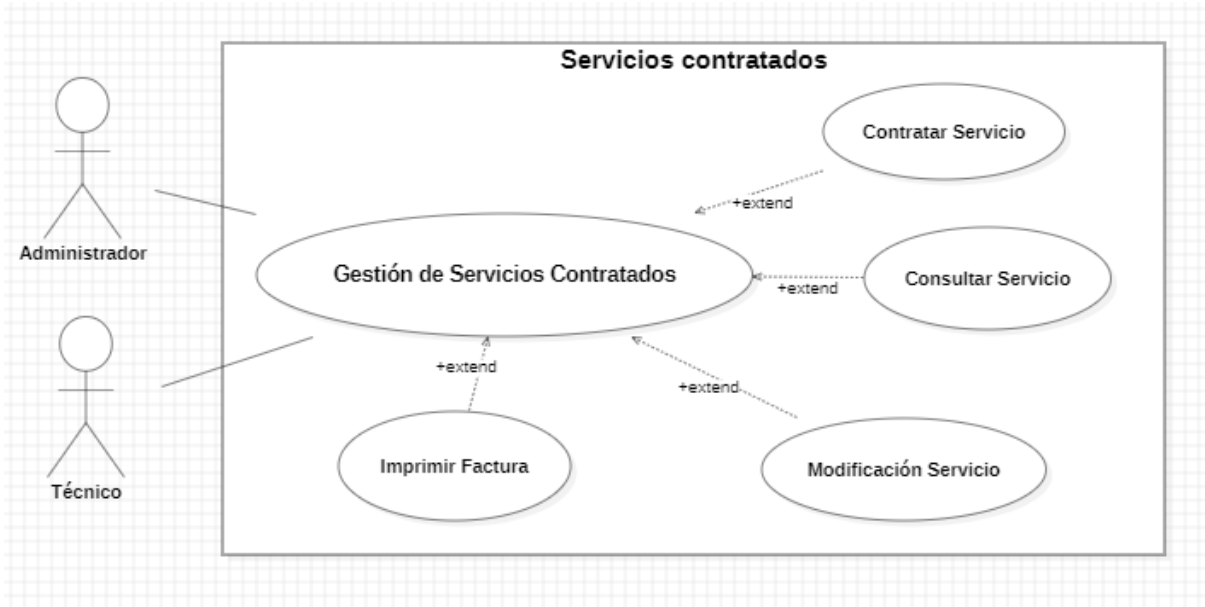 Servicios contratados
Contratar Servicio
+extend
Administrador
Gestión de Servicios Contratados
Consultar Servicio
+extend
+extend
+extend
Imprimir Factura
Modificación Servicio
Técnico